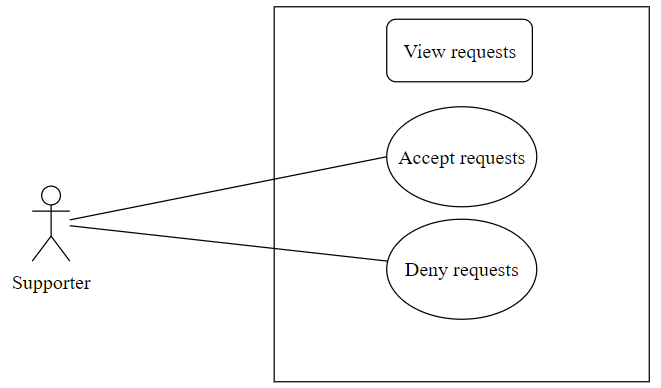 View requests
Accept requests
Deny requests
Supporter